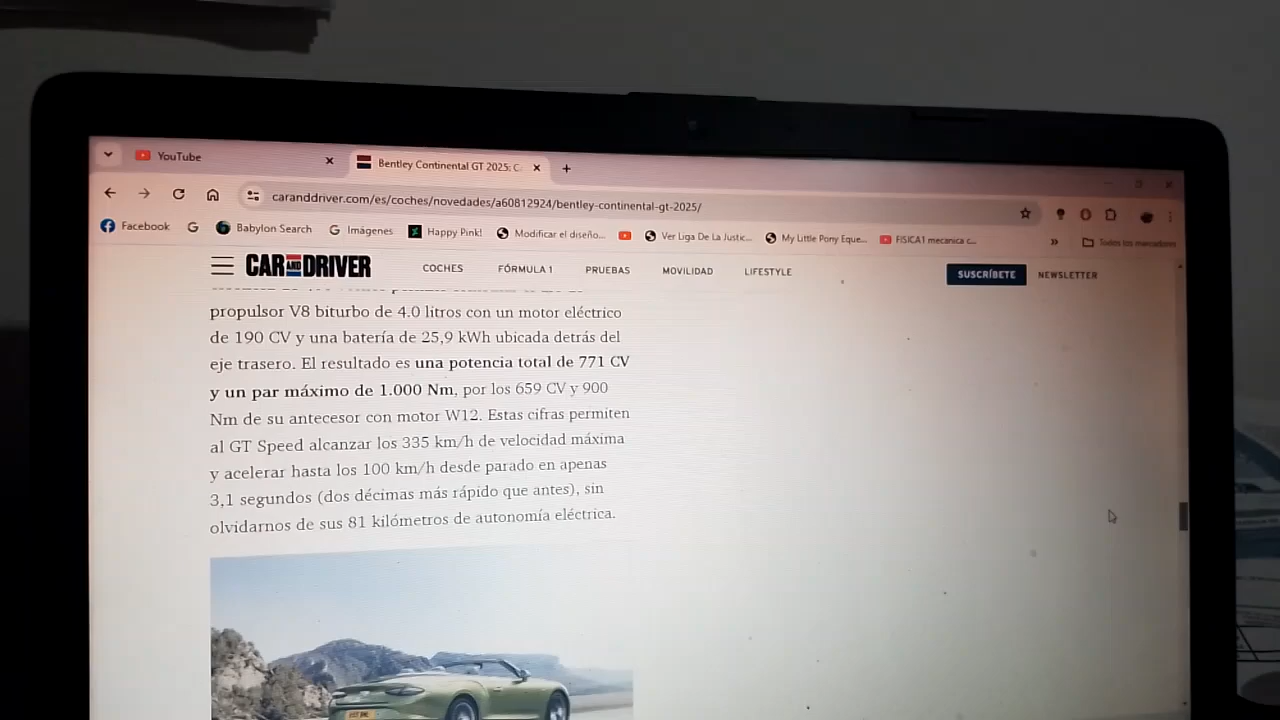 YouTube
Bentley Continental GT 2025: C
caranddriver.com/es/coches/novedades/a60812924/bentley-continental-gt-2025/
Facebook
Babylon Search
Imágenes
Happy Pink!
Modificar el diseño...
Ver Liga De La Justic...
My Little Pony Eque...
FISICA1 mecanica c...
»
Todos los marcadores
CAR AND DRIVER
COCHES
FÓRMULA 1
PRUEBAS
MOVILIDAD
LIFESTYLE
SUSCRÍBETE
NEWSLETTER
propulsor V8 biturbo de 4.0 litros con un motor eléctrico
de 190 CV y una batería de 25,9 kWh ubicada detrás del
eje trasero. El resultado es una potencia total de 771 CV
y un par máximo de 1.000 Nm, por los 659 CV y 900
Nm de su antecesor con motor W12. Estas cifras permiten
al GT Speed alcanzar los 335 km/h de velocidad máxima
y acelerar hasta los 100 km/h desde parado en apenas
3,1 segundos (dos décimas más rápido que antes), sin
olvidarnos de sus 81 kilómetros de autonomía eléctrica.